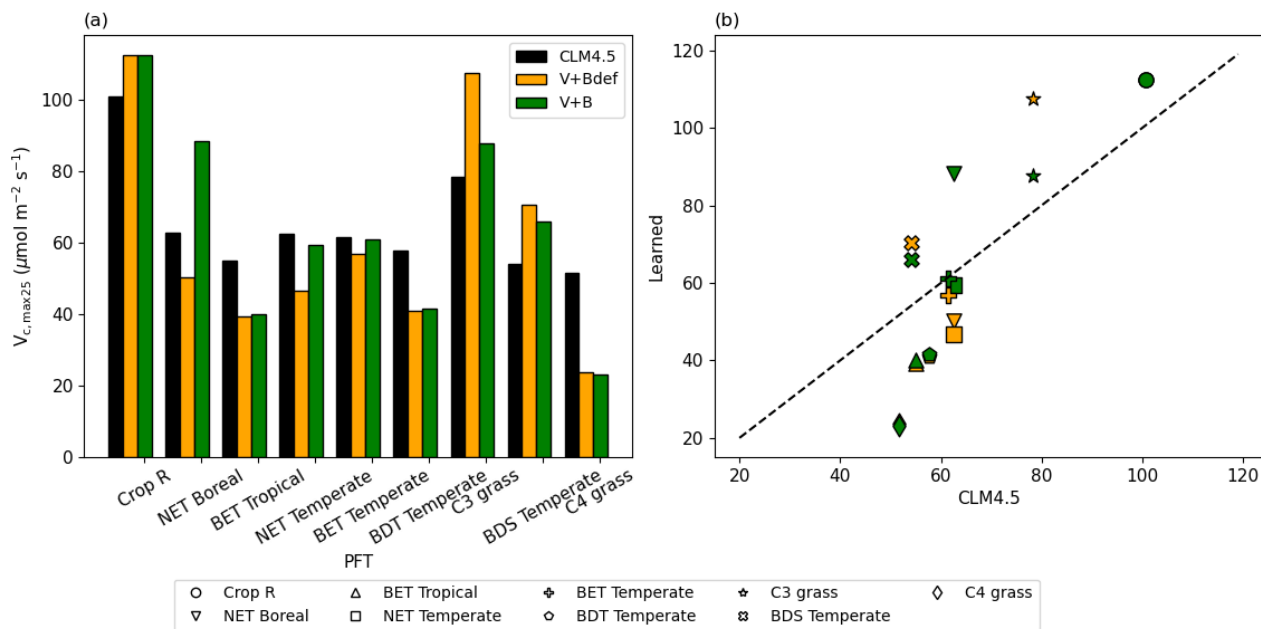 (a)
V_c,max25 (μmol m⁻² s⁻¹)
100
80
60
40
20
0
CLM4.5
V+Bdef
V+B
Crop R
NET Boreal
BET Tropical
NET Temperate
BET Temperate
BDT Temperate
C3 grass
BDS Temperate
C4 grass
PFT
(b)
Learned
120
100
80
60
40
20
20
40
60
80
100
120
CLM4.5
Crop R
BET Tropical
BET Temperate
C3 grass
C4 grass
NET Boreal
NET Temperate
BDT Temperate
BDS Temperate